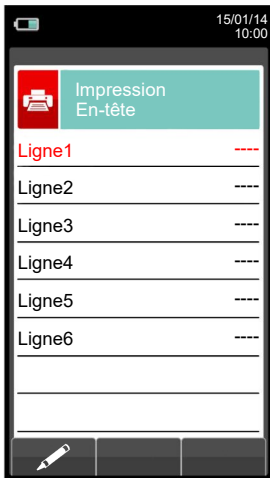 15/01/14
10:00
Impression
En-tête
Ligne1 ----
Ligne2 ----
Ligne3 ----
Ligne4 ----
Ligne5 ----
Ligne6 ----